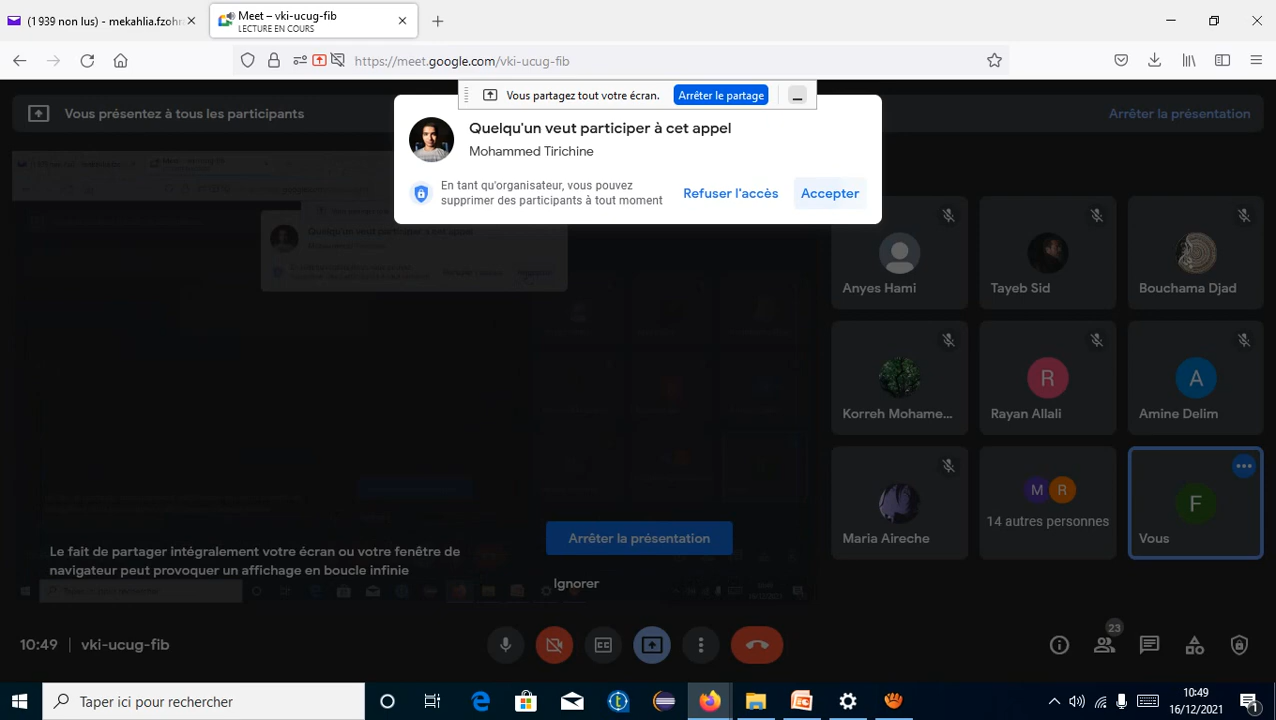 (1 939 non lus) - mekahlia.fzohr
Meet – vki-ucug-fib
LECTURE EN COURS
https://meet.google.com/vki-ucug-fib
Vous partagez tout votre écran.
Arrêter le partage
Vous présentez à tous les participants
Arrêter la présentation
Quelqu'un veut participer à cet appel
Mohammed Tirichine
En tant qu'organisateur, vous pouvez
supprimer des participants à tout moment
Refuser l'accès
Accepter
Anyes Hami
Tayeb Sid
Bouchama Djad
Korreh Mohame...
R
Rayan Allali
A
Amine Delim
Maria Aireche
M
R
14 autres personnes
F
Vous
Arrêter la présentation
Le fait de partager intégralement votre écran ou votre fenêtre de
navigateur peut provoquer un affichage en boucle infinie
Ignorer
10:49 | vki-ucug-fib
23
Taper ici pour rechercher
10:49
16/12/2021
1